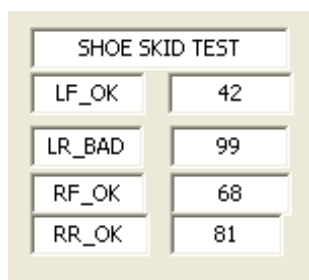 SHOE SKID TEST
LF_OK 42
LR_BAD 99
RF_OK 68
RR_OK 81